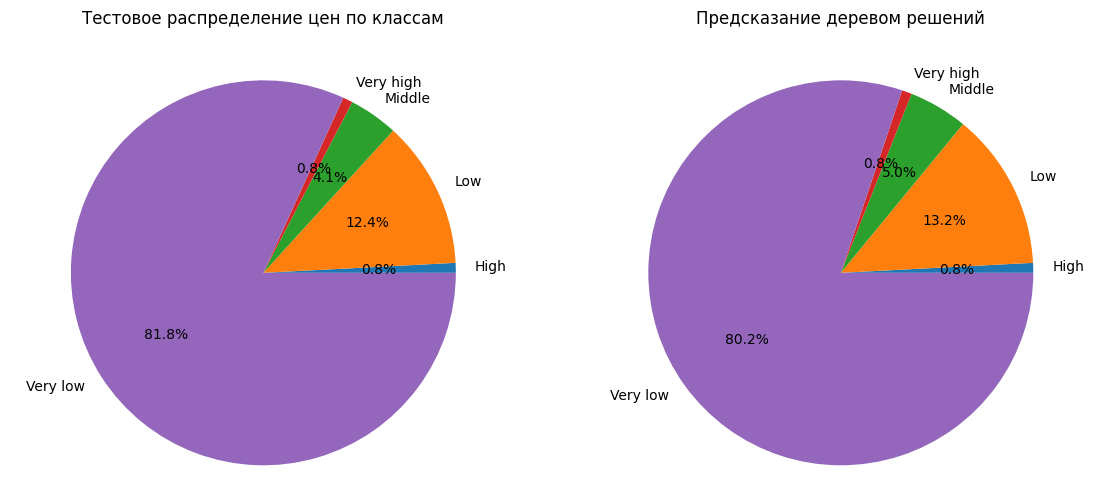 Тестовое распределение цен по классам
Very high
Middle
0.8%
4.1%
Low
12.4%
High
0.8%
81.8%
Very low
Предсказание деревом решений
Very high
Middle
0.8%
5.0%
Low
13.2%
High
0.8%
80.2%
Very low